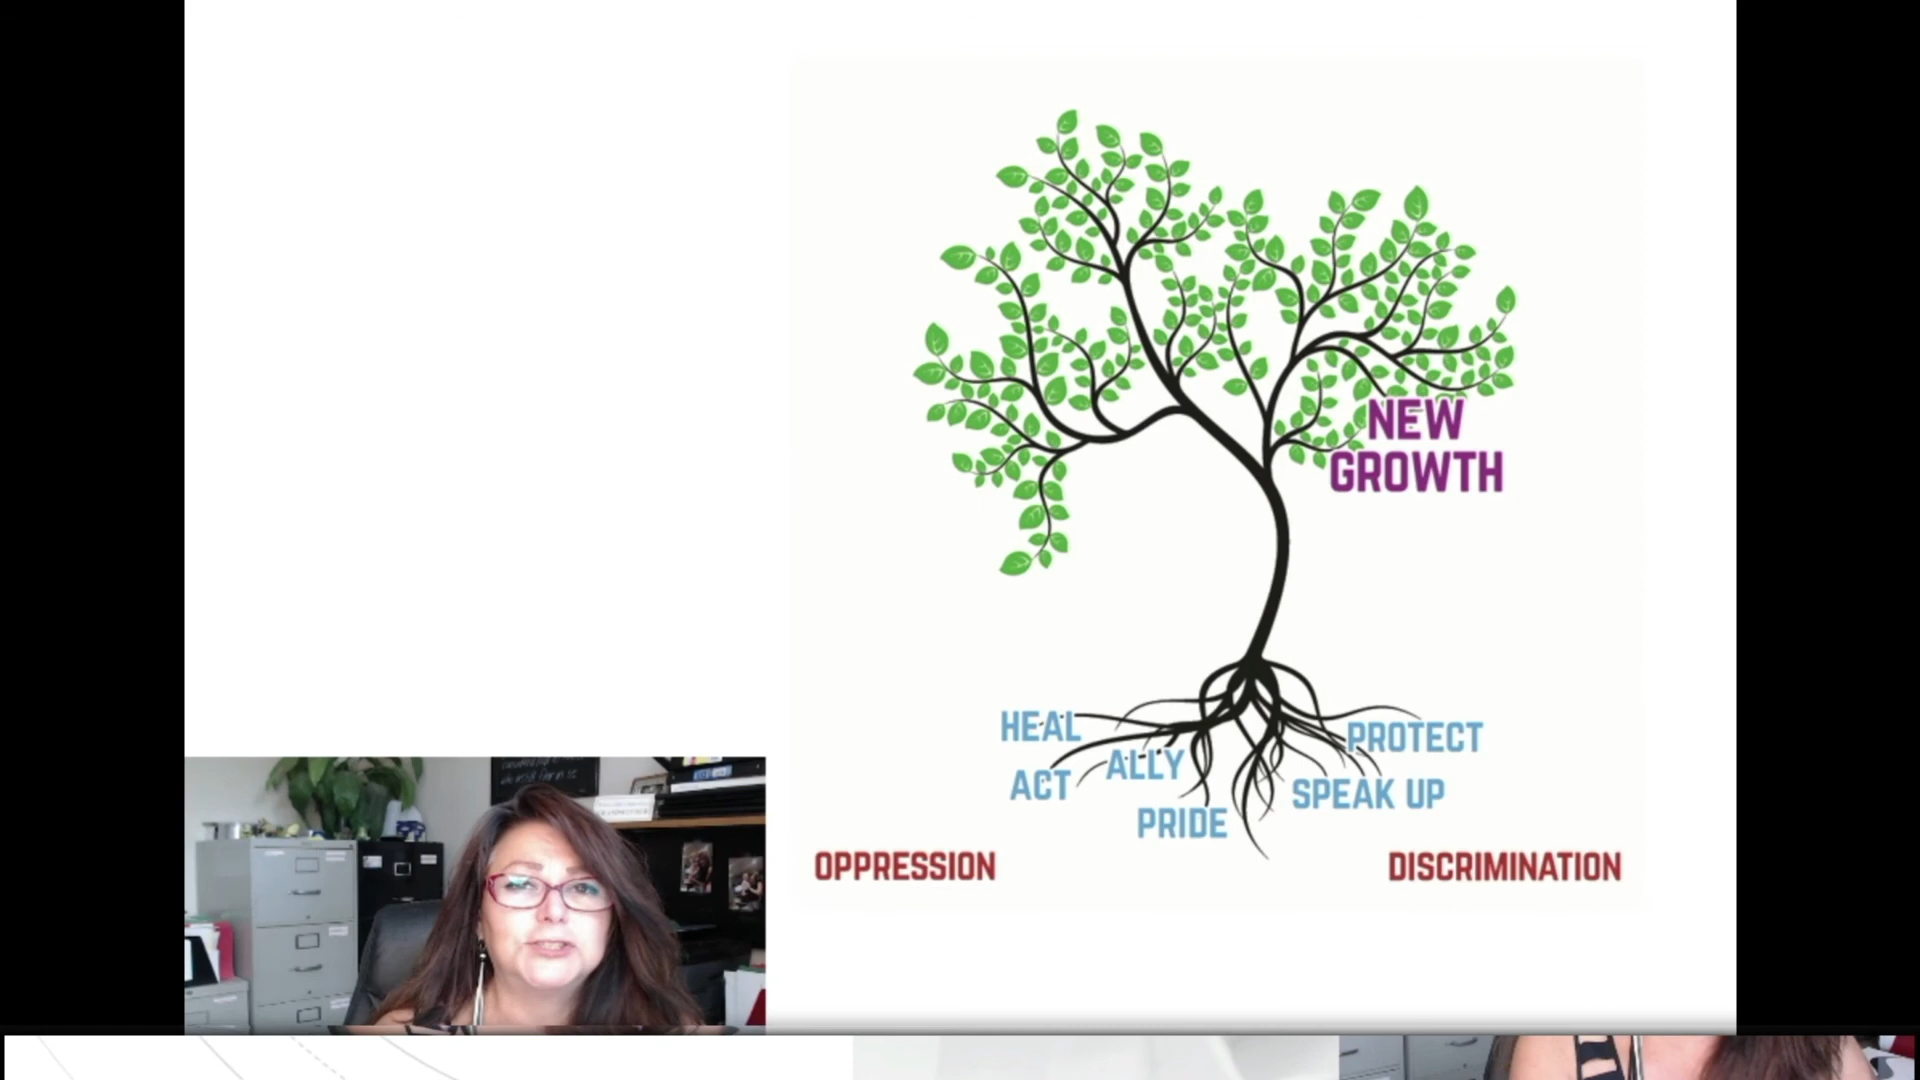 NEW
GROWTH
HEAL
PROTECT
ALLY
ACT
SPEAK UP
PRIDE
OPPRESSION
DISCRIMINATION